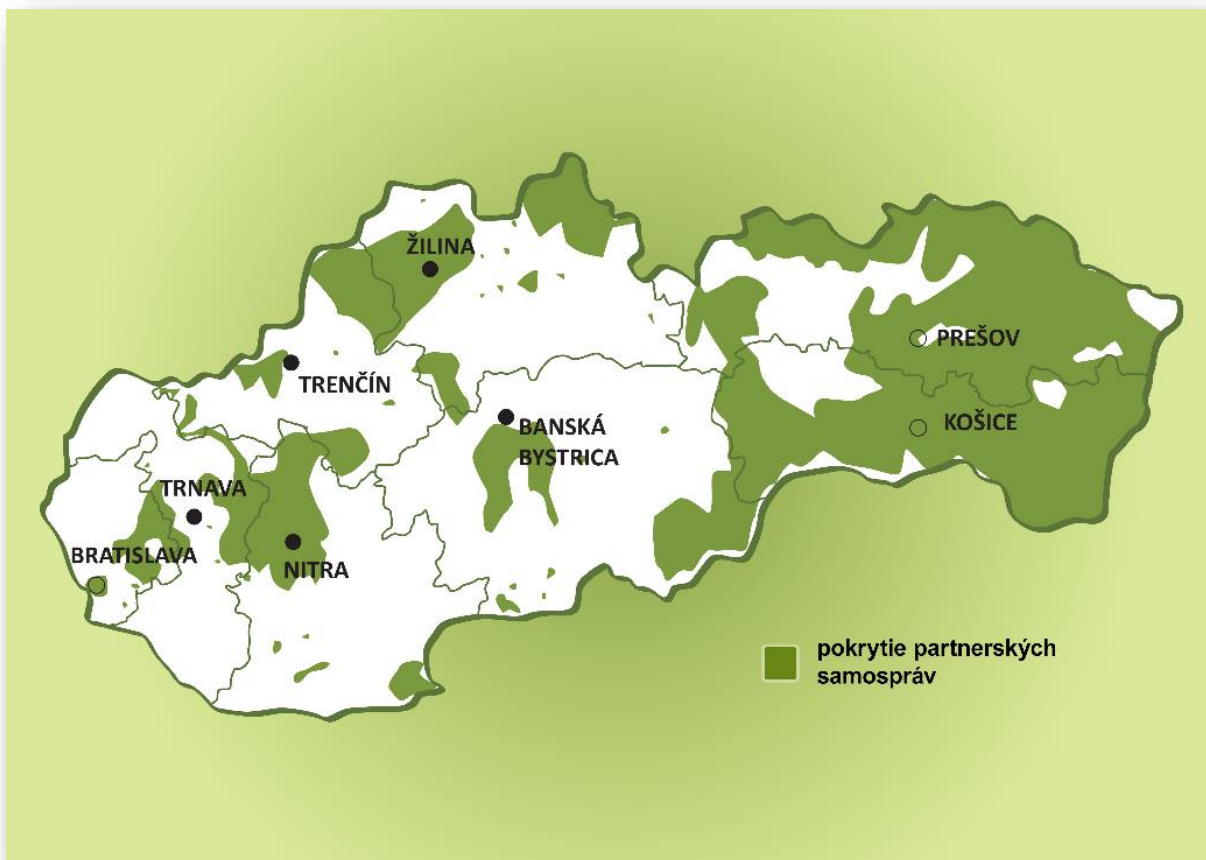 ŽILINA
PREŠOV
TRENČÍN
KOŠICE
BANSKÁ
BYSTRICA
TRNAVA
BRATISLAVA
NITRA
pokrytie partnerských
samospráv